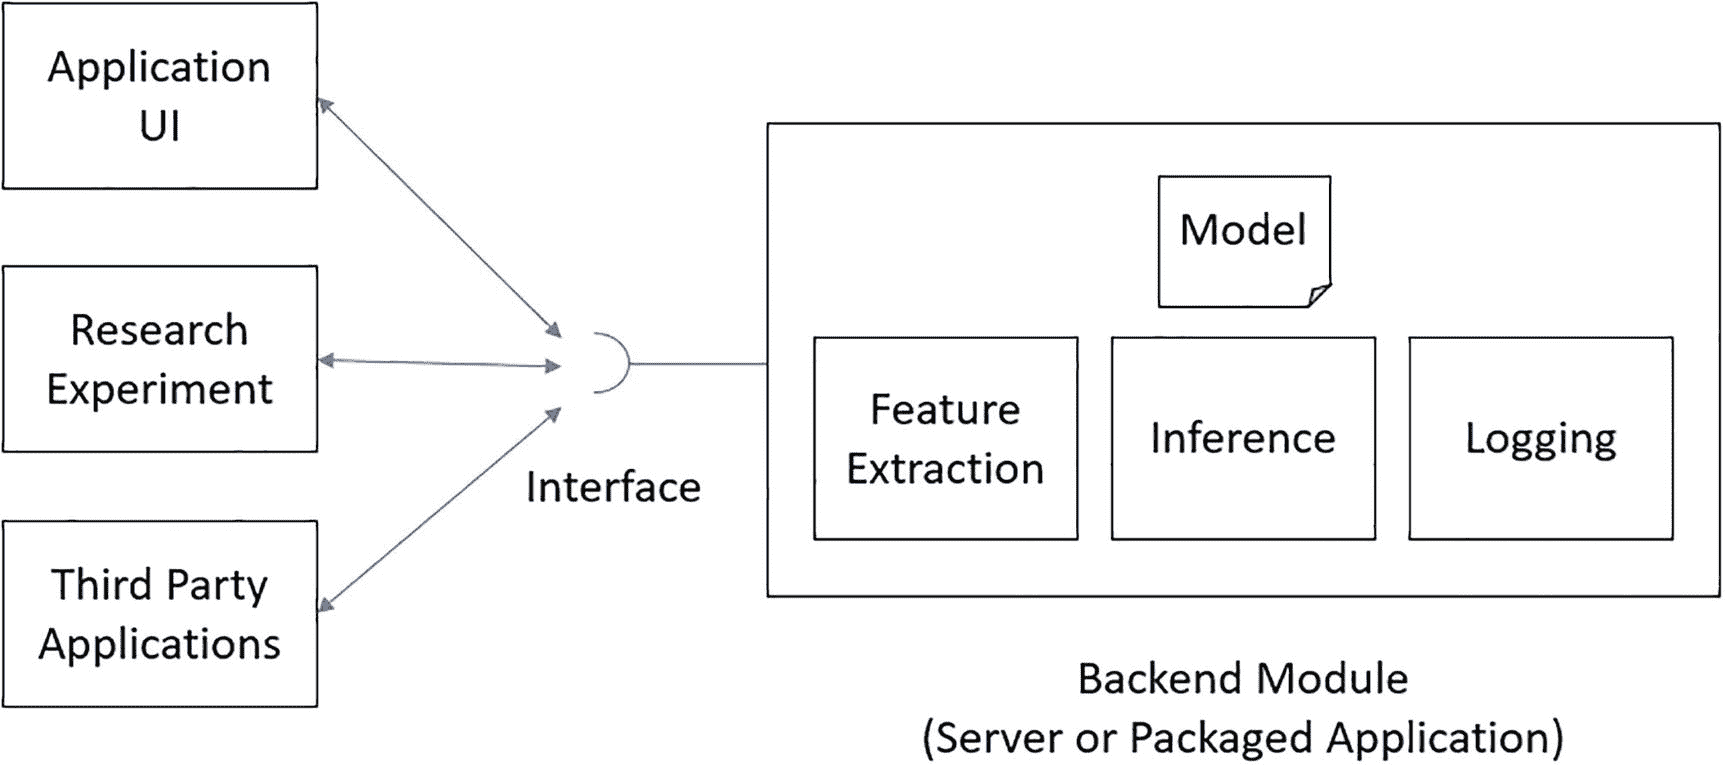 Application
UI
Research
Experiment
Third Party
Applications
Interface
Model
Feature
Extraction
Inference
Logging
Backend Module
(Server or Packaged Application)